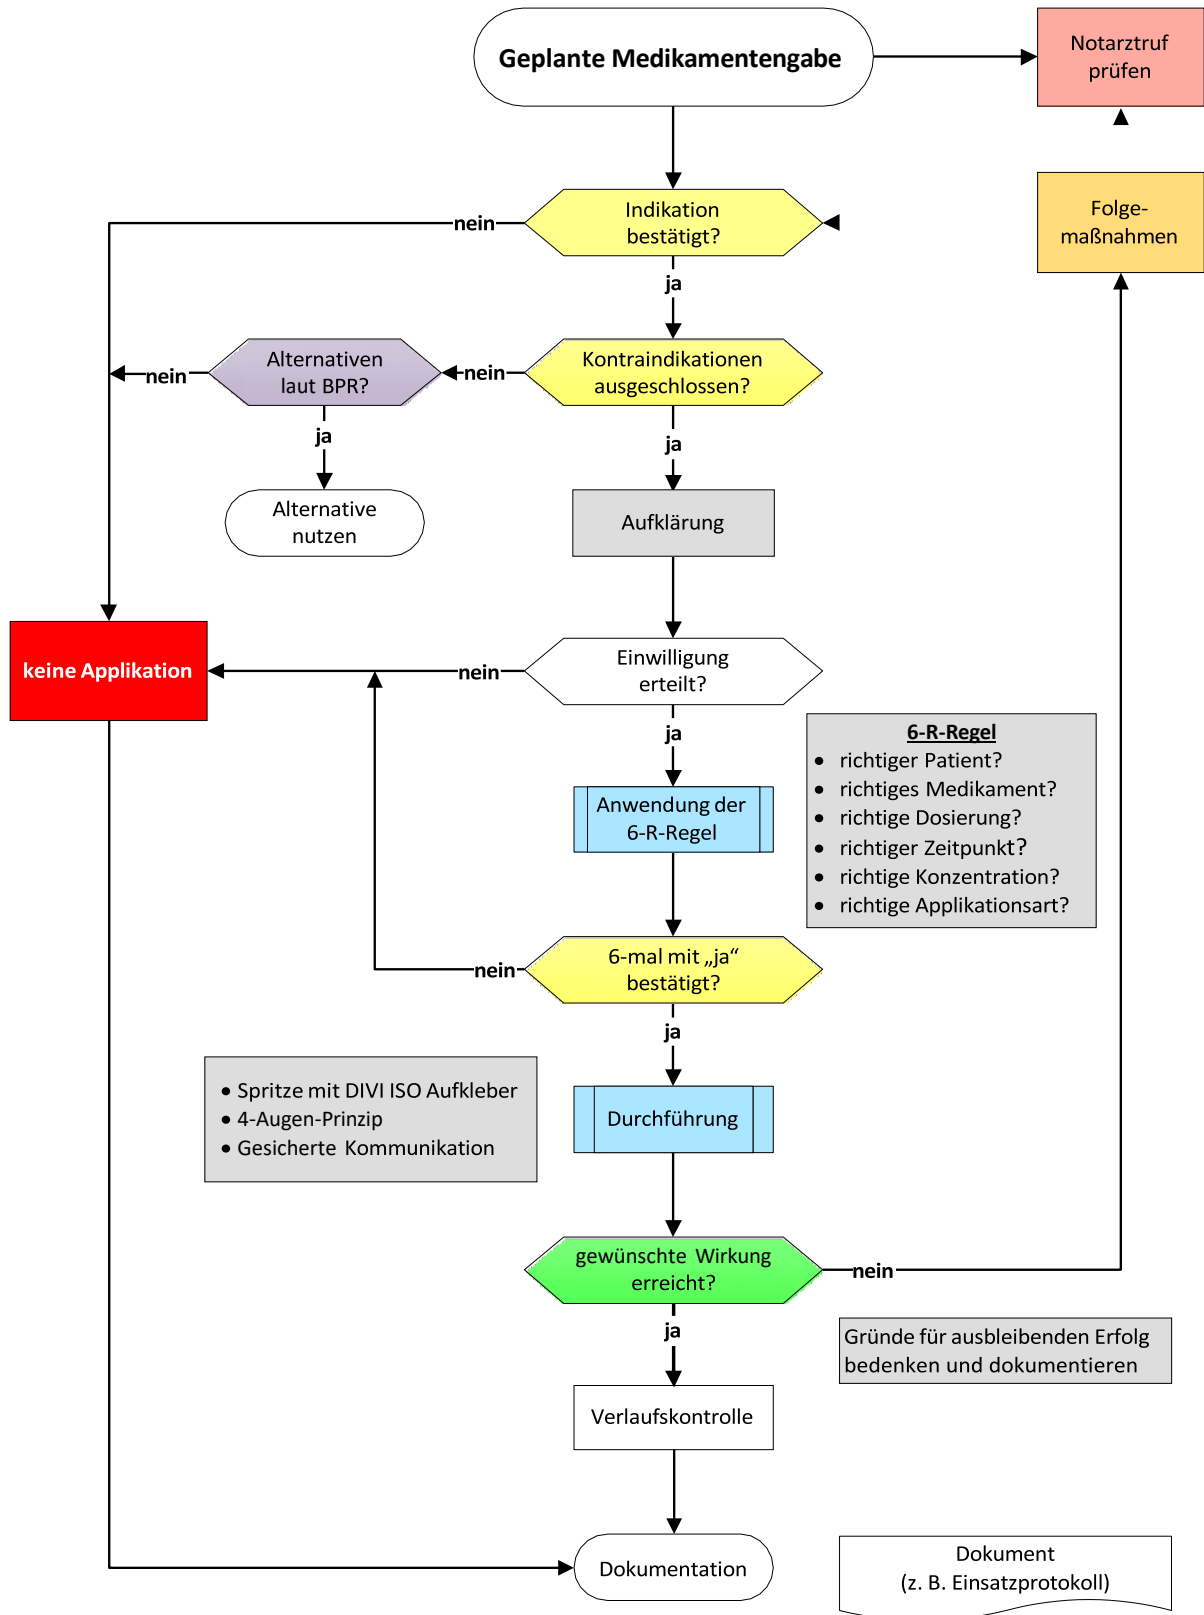 Geplante Medikamentengabe
Notarztruf
prüfen
Folge-
maßnahmen
Indikation
bestätigt?
nein
ja
Kontraindikationen
ausgeschlossen?
nein
Alternativen
laut BPR?
nein
ja
Alternative
nutzen
ja
Aufklärung
keine Applikation
Einwilligung
erteilt?
nein
ja
6-R-Regel
• richtiger Patient?
• richtiges Medikament?
• richtige Dosierung?
• richtiger Zeitpunkt?
• richtige Konzentration?
• richtige Applikationsart?
Anwendung der
6-R-Regel
6-mal mit „ja“
bestätigt?
nein
ja
• Spritze mit DIVI ISO Aufkleber
• 4-Augen-Prinzip
• Gesicherte Kommunikation
Durchführung
gewünschte Wirkung
erreicht?
nein
ja
Gründe für ausbleibenden Erfolg
bedenken und dokumentieren
Verlaufskontrolle
Dokumentation
Dokument
(z. B. Einsatzprotokoll)